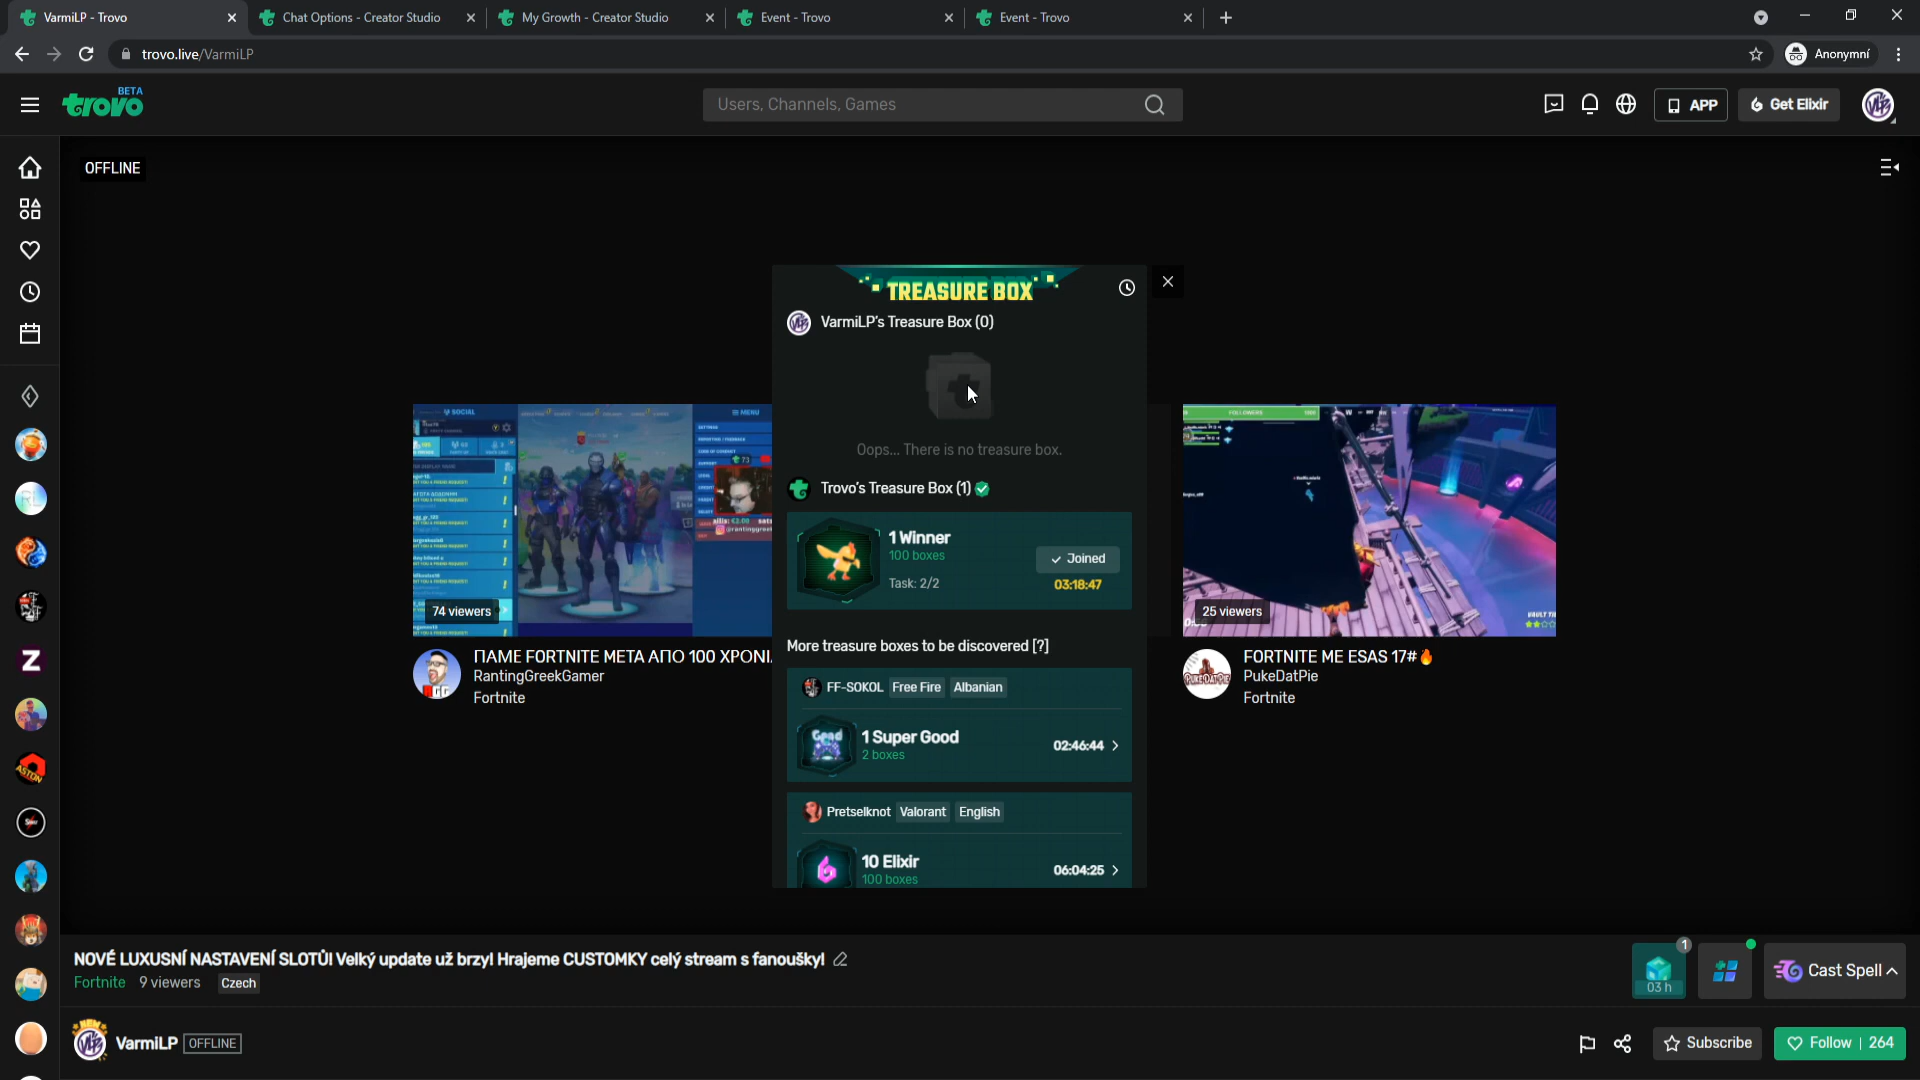 VarmiLP - Trovo
Chat Options - Creator Studio
My Growth - Creator Studio
Event - Trovo
Event - Trovo
trovo.live/VarmiLP
Anonymní
trovo BETA
Users, Channels, Games
APP
Get Elixir
OFFLINE
TREASURE BOX
VarmiLP's Treasure Box (0)
Oops... There is no treasure box.
Trovo's Treasure Box (1)
1 Winner
100 boxes
Task: 2/2
Joined
03:18:47
More treasure boxes to be discovered [?]
FF-SOKOL Free Fire Albanian
1 Super Good
2 boxes
02:46:44
Pretselknot Valorant English
10 Elixir
100 boxes
06:04:25
SOCIAL
MENU
73
74 viewers
ΠΑΜΕ FORTNITE ΜΕΤΑ ΑΠΟ 100 ΧΡΟΝΙ
RantingGreekGamer
Fortnite
FOLLOWERS
25 viewers
FORTNITE ME ESAS 17#🔥
PukeDatPie
Fortnite
NOVÉ LUXUSNÍ NASTAVENÍ SLOTŮ! Velký update už brzy! Hrajeme CUSTOMKY celý stream s fanoušky!
Fortnite 9 viewers Czech
1
03 h
Cast Spell
VarmiLP OFFLINE
Subscribe
Follow | 264